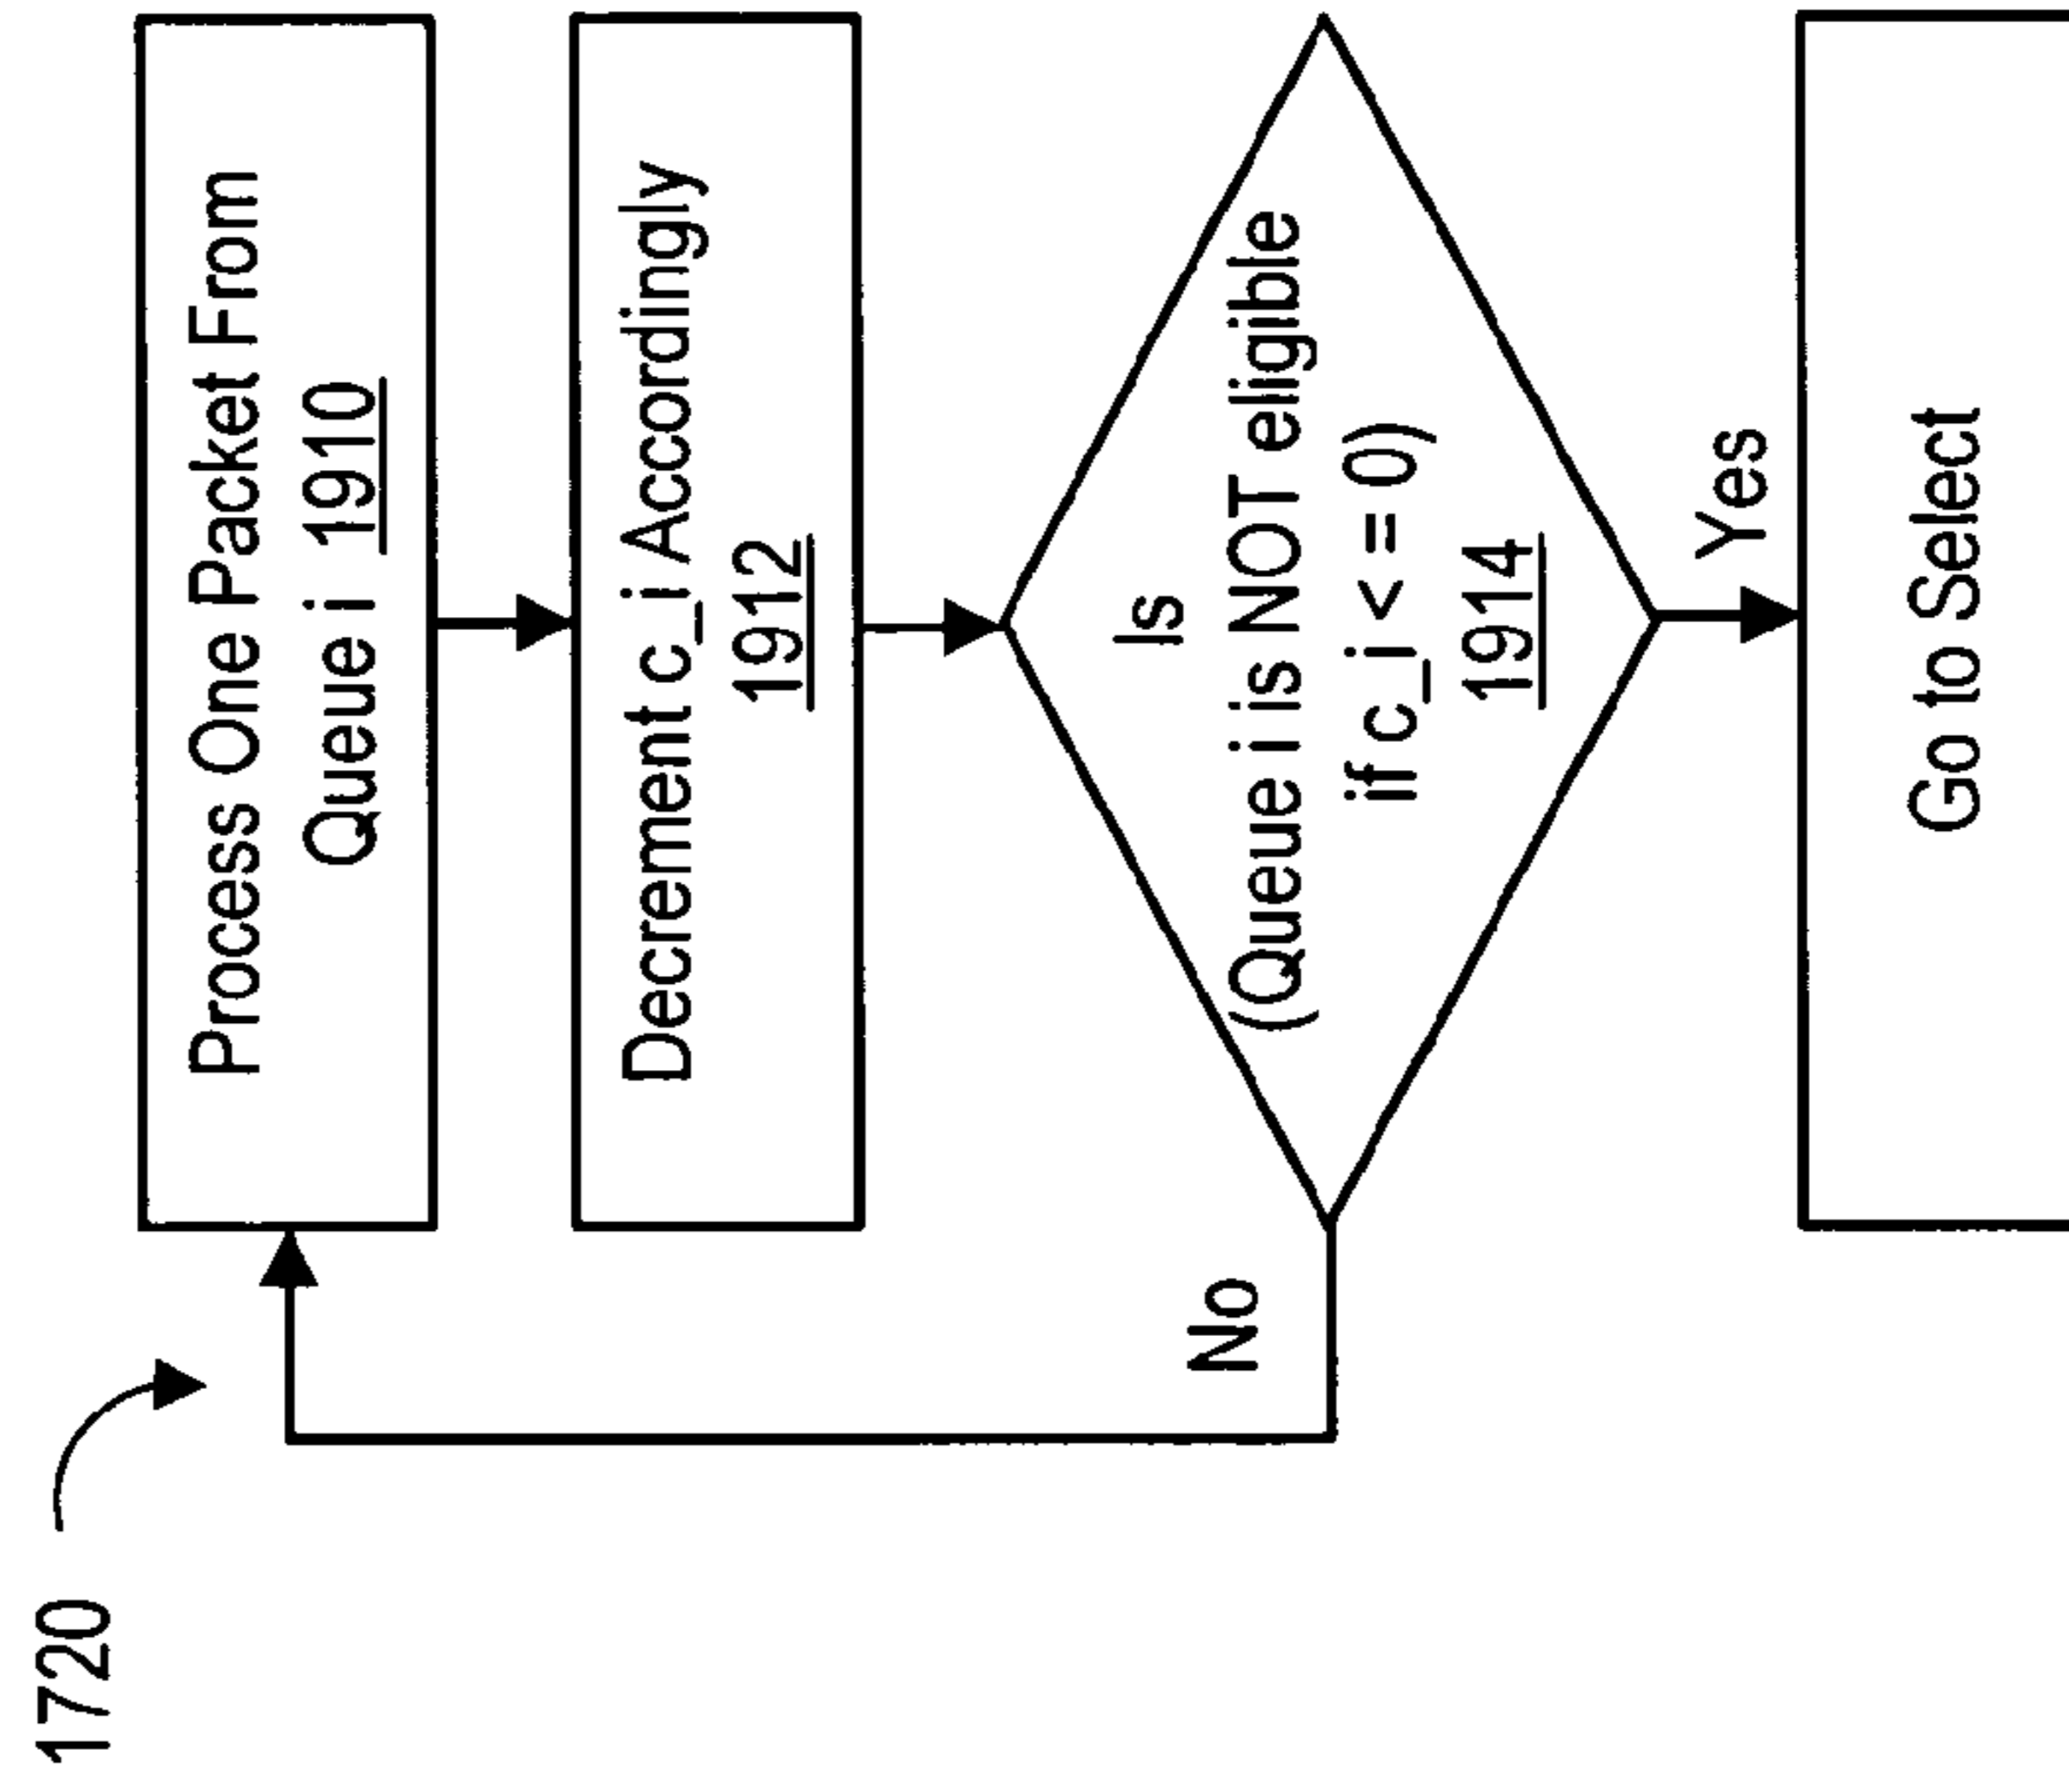 1720
Process One Packet From
Queue i 1910
Decrement c_i Accordingly
1912
Is
(Queue i is NOT eligible
if c_i < = 0)
1914
No
Yes
Go to Select